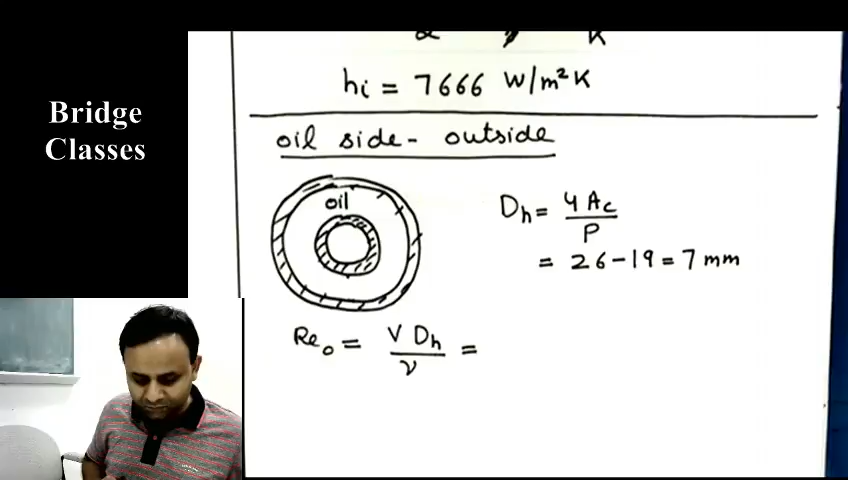 Bridge
Classes
hi = 7666 W/m²K
oil side - outside
oil
Dh = 4Ac/P
= 26 - 19 = 7 mm
Reo = V Dh/ν =